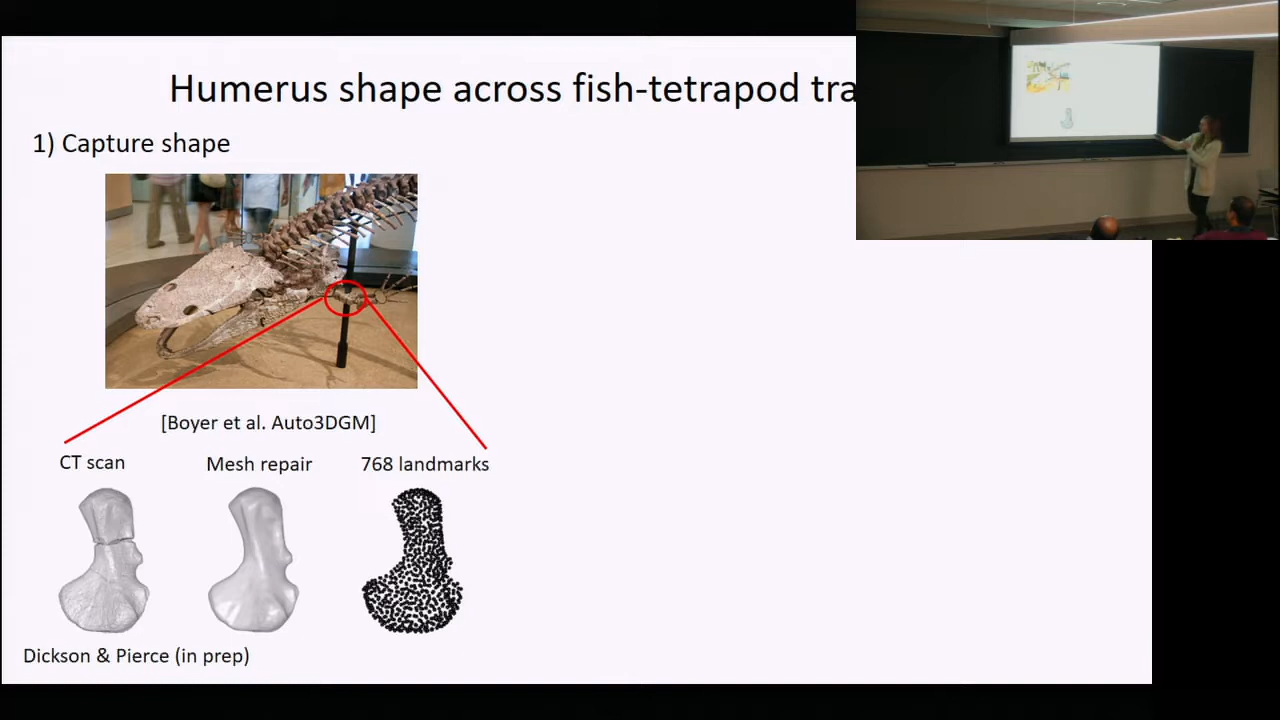 Humerus shape across fish-tetrapod tra
1) Capture shape
[Boyer et al. Auto3DGM]
CT scan
Mesh repair
768 landmarks
Dickson & Pierce (in prep)